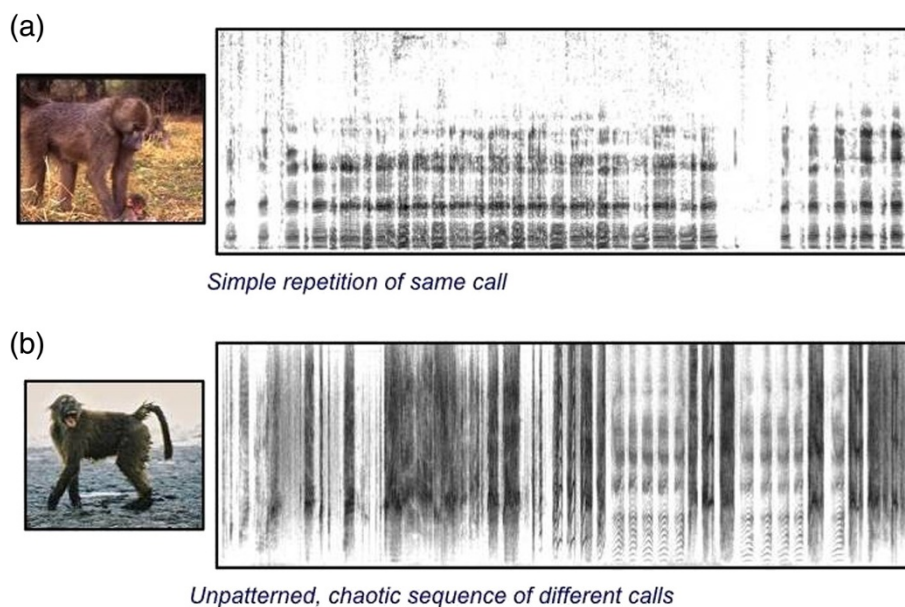 (a)
Simple repetition of same call
(b)
Unpatterned, chaotic sequence of different calls